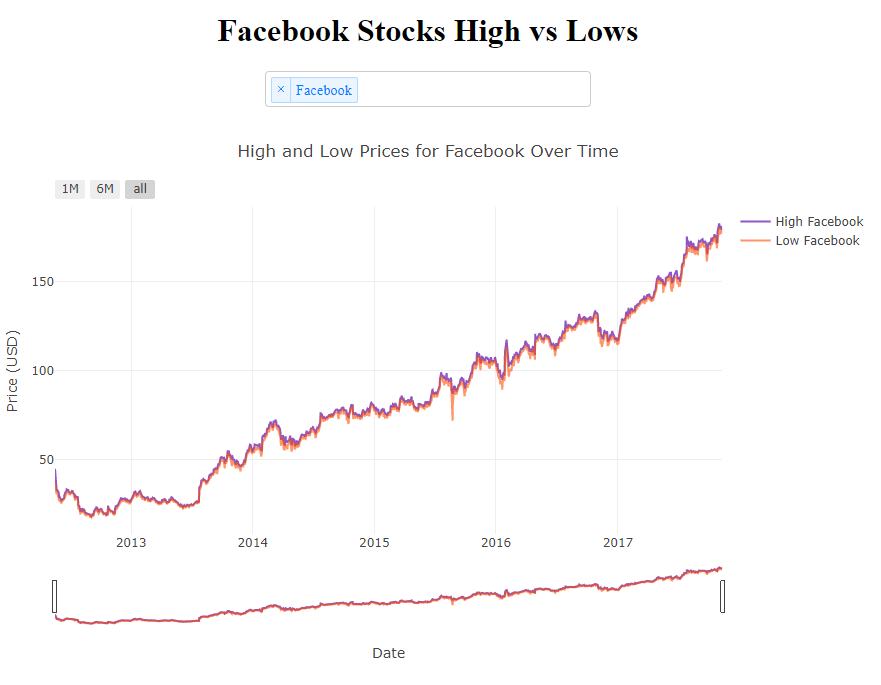 Facebook Stocks High vs Lows
× Facebook
High and Low Prices for Facebook Over Time
1M 6M all
High Facebook
Low Facebook
150
100
50
Price (USD)
2013 2014 2015 2016 2017
Date